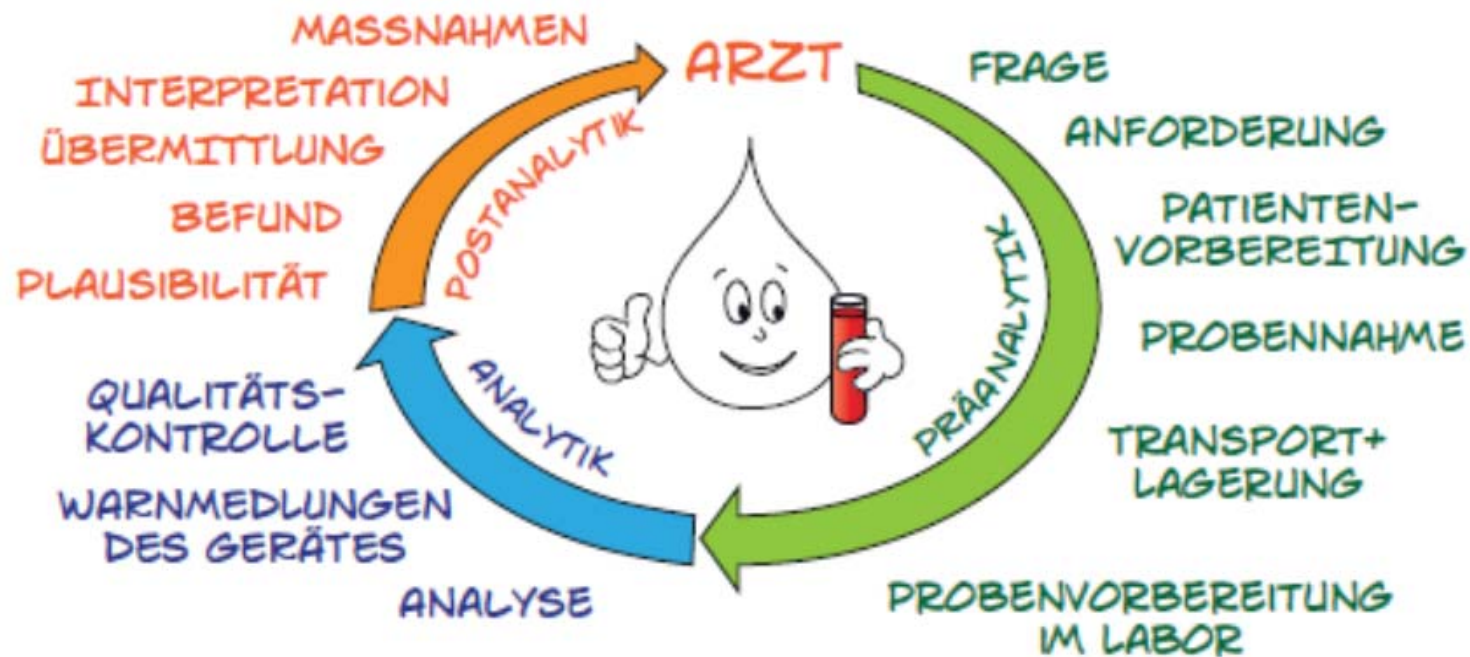 ARZT
FRAGE
ANFORDERUNG
PATIENTEN-
VORBEREITUNG
PROBENNAHME
TRANSPORT+
LAGERUNG
PROBENVORBEREITUNG
IM LABOR
PRÄANALYTIK
ANALYSE
WARNMEDLUNGEN
DES GERÄTES
QUALITÄTS-
KONTROLLE
ANALYTIK
PLAUSIBILITÄT
BEFUND
ÜBERMITTLUNG
INTERPRETATION
MASSNAHMEN
POSTANALYTIK